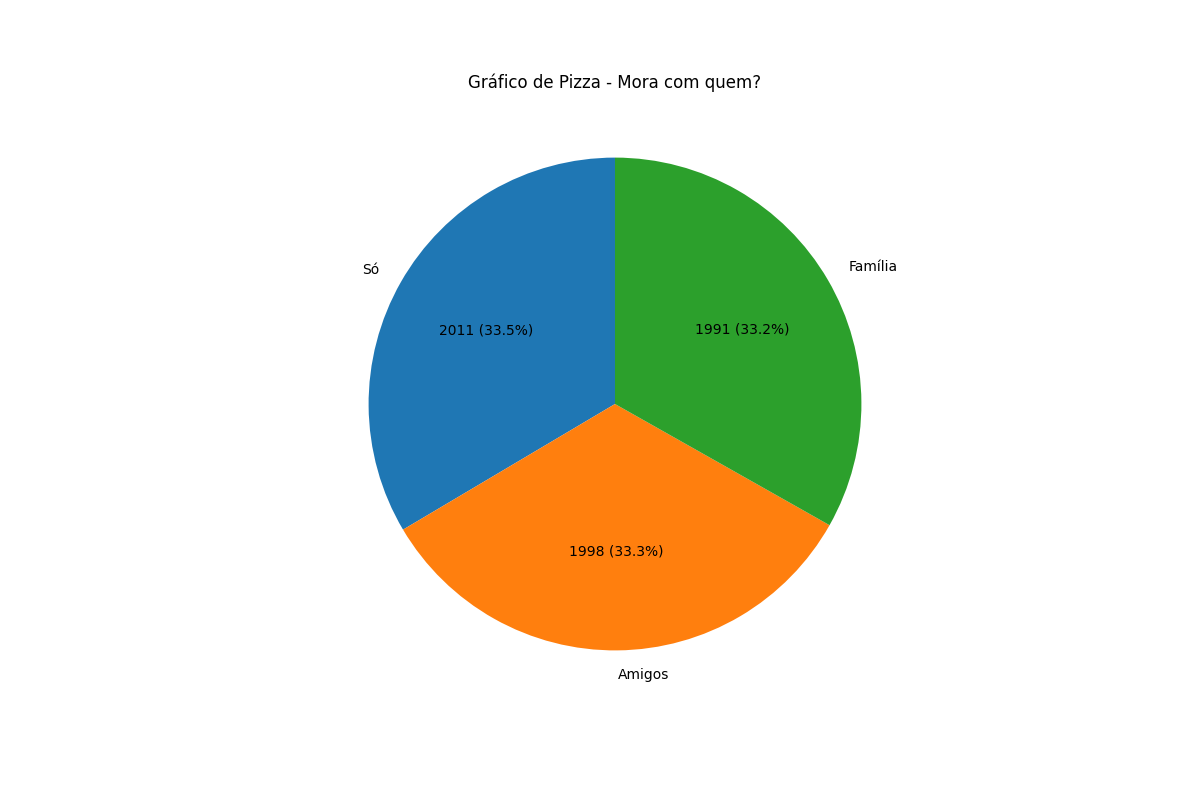 Gráfico de Pizza - Mora com quem?
Só
Família
2011 (33.5%)
1991 (33.2%)
1998 (33.3%)
Amigos